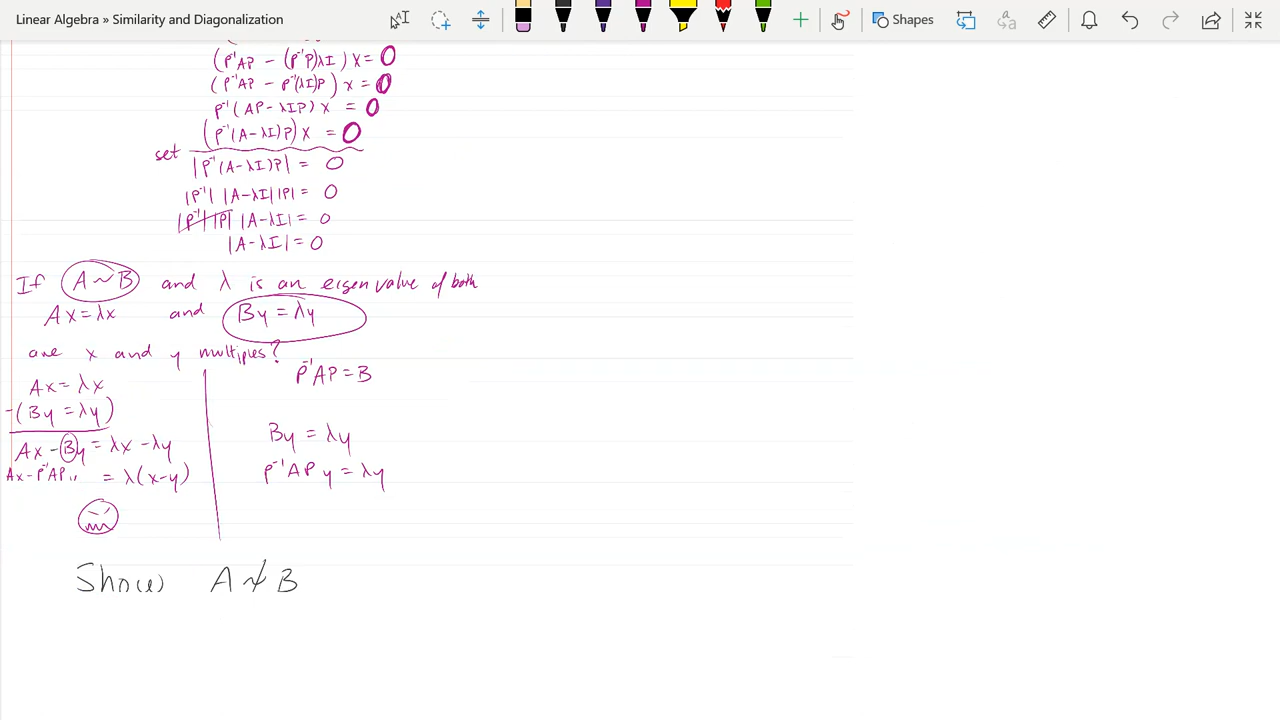 Linear Algebra » Similarity and Diagonalization
Shapes
(P⁻¹AP - (P⁻¹P)λI) x = 0
(P⁻¹AP - P⁻¹(λI)P) x = 0
P⁻¹(AP - λIP) x = 0
(P⁻¹(A-λI)P) x = 0
set |P⁻¹(A-λI)P| = 0
|P⁻¹| |A-λI| |P| = 0
|P⁻¹| |P| |A-λI| = 0
|A-λI| = 0
If A~B and λ is an eigenvalue of both
Ax=λx and By=λy
are x and y multiples?
P⁻¹AP=B
Ax=λx
-(By=λy)
Ax-By=λx-λy
Ax-P⁻¹APy = λ(x-y)
By = λy
P⁻¹APy = λy
Show A≁B